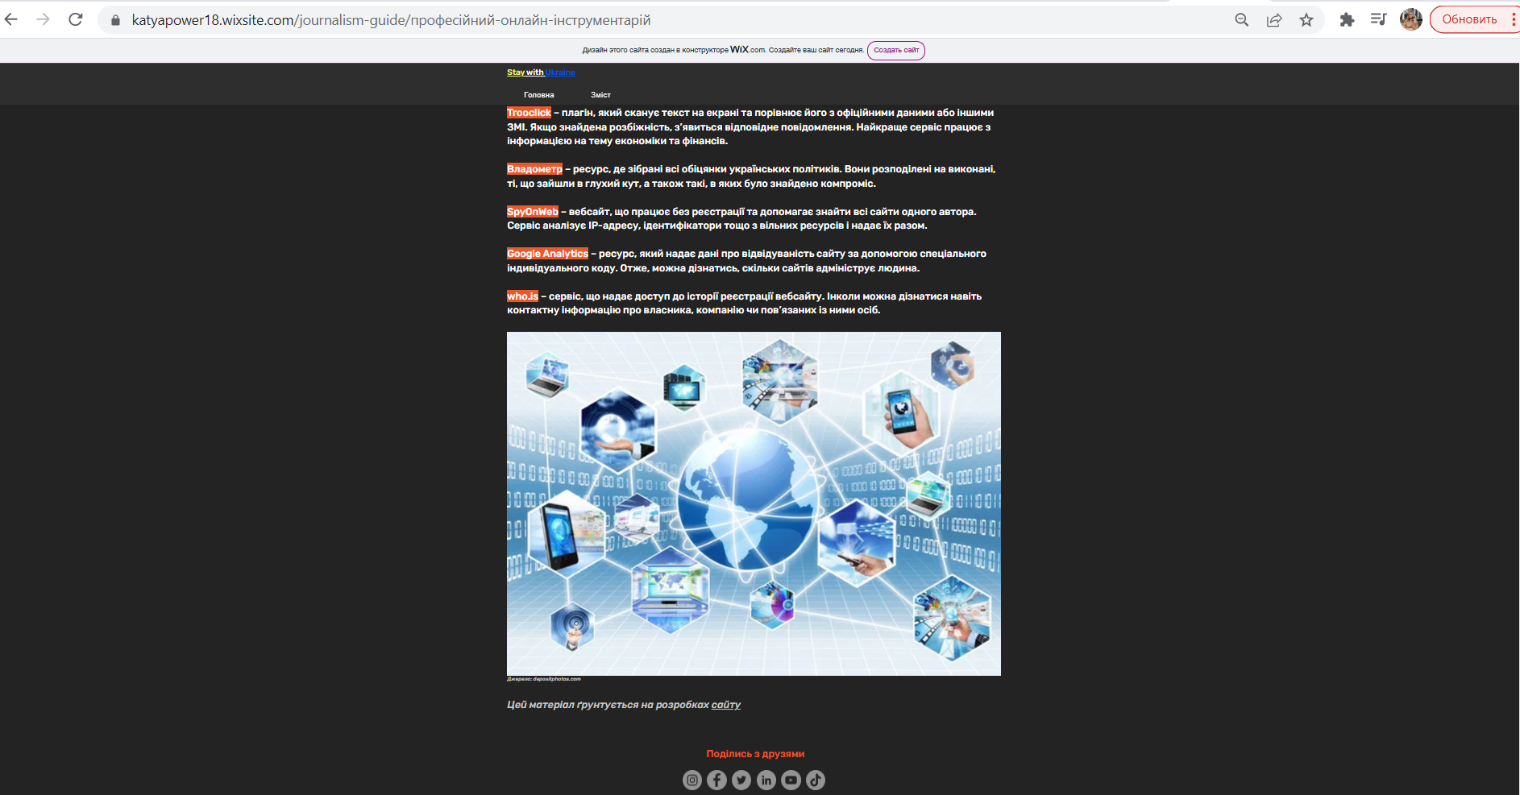 katyapower18.wixsite.com/journalism-guide/професійний-онлайн-інструментарій
Обновить
Дизайн этого сайта создан в конструкторе WiX.com. Создайте ваш сайт сегодня. Создать сайт
Stay with Ukraine
Головна Зміст
Trooclick – плагін, який сканує текст на екрані та порівнює його з офіційними даними або іншими
ЗМІ. Якщо знайдена розбіжність, з’явиться відповідне повідомлення. Найкраще сервіс працює з
інформацією на тему економіки та фінансів.
Владометр – ресурс, де зібрані всі обіцянки українських політиків. Вони розподілені на виконані,
ті, що зайшли в глухий кут, а також такі, в яких було знайдено компроміс.
SpyOnWeb – вебсайт, що працює без реєстрації та допомагає знайти всі сайти одного автора.
Сервіс аналізує IP-адресу, ідентифікатори тощо з вільних ресурсів і надає їх разом.
Google Analytics – ресурс, який надає дані про відвідуваність сайту за допомогою спеціального
індивідуального коду. Отже, можна дізнатись, скільки сайтів адмініструє людина.
who.is – сервіс, що надає доступ до історії реєстрації вебсайту. Інколи можна дізнатися навіть
контактну інформацію про власника, компанію чи пов’язаних із ними осіб.
Джерело: depositphotos.com
Цей матеріал ґрунтується на розробках сайту
Поділись з друзями